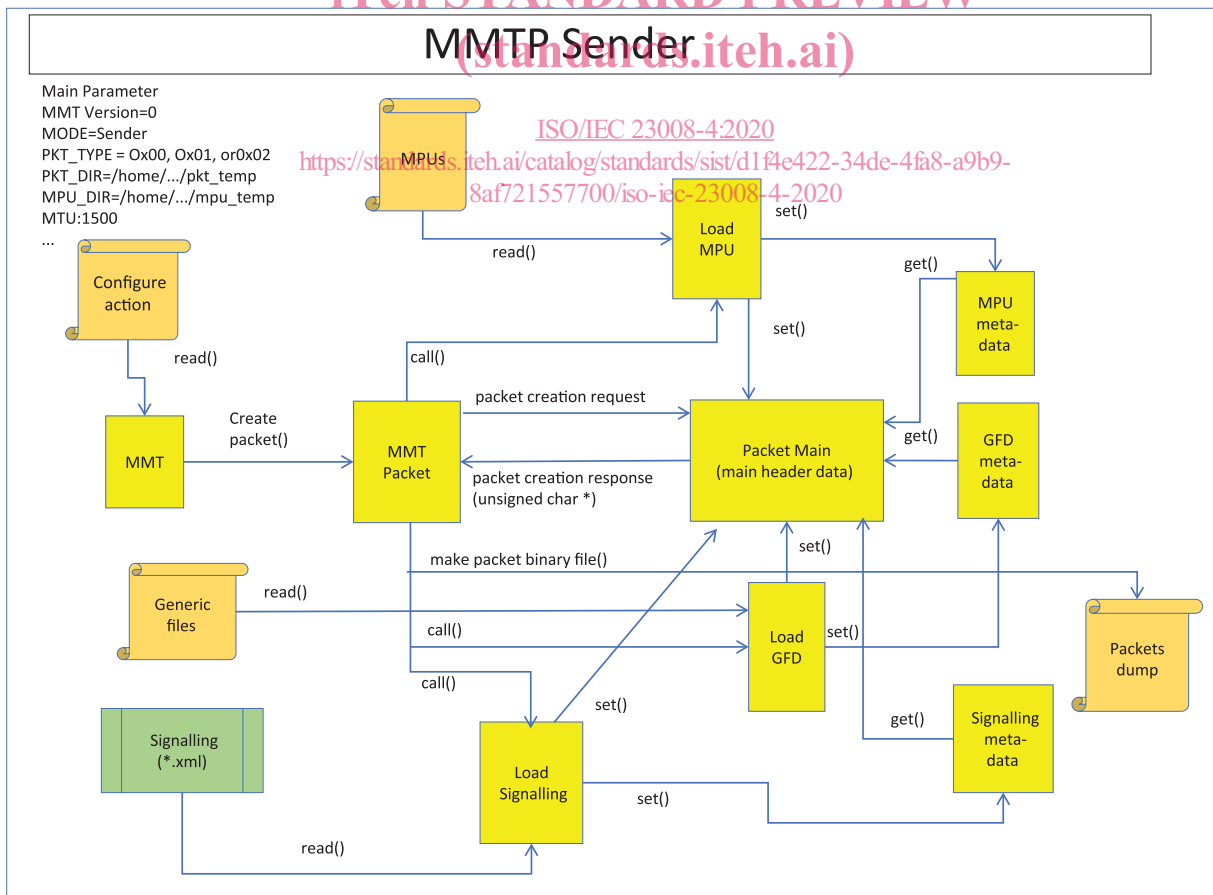 iTeh STANDARD PREVIEW
MMTP Sender
(standards.iteh.ai)
Main Parameter
MMT Version=0
MODE=Sender
PKT_TYPE = Ox00, Ox01, or0x02
PKT_DIR=/home/.../pkt_temp
MPU_DIR=/home/.../mpu_temp
MTU:1500
...
ISO/IEC 23008-4:2020
https://standards.iteh.ai/catalog/standards/sist/d1f4e422-34de-4fa8-a9b9-
8af721557700/iso-iec-23008-4-2020
MPUs
read()
Load
MPU
set()
get()
MPU
meta-
data
Configure
action
read()
call()
set()
Create
packet()
packet creation request
MMT
MMT
Packet
packet creation response
(unsigned char *)
Packet Main
(main header data)
get()
GFD
meta-
data
make packet binary file()
set()
Generic
files
read()
call()
Load
GFD
set()
Packets
dump
call()
set()
get()
Signalling
meta-
data
Signalling
(*.xml)
Load
Signalling
set()
read()